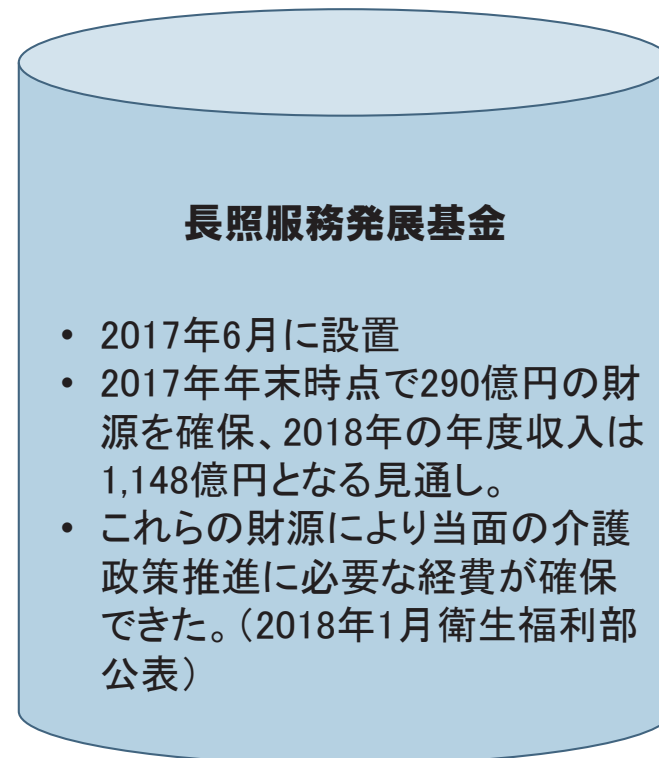 長照服務発展基金
• 2017年6月に設置
• 2017年年末時点で290億円の財
源を確保、2018年の年度収入は
1,148億円となる見通し。
• これらの財源により当面の介護
政策推進に必要な経費が確保
できた。（2018年1月衛生福利部
公表）